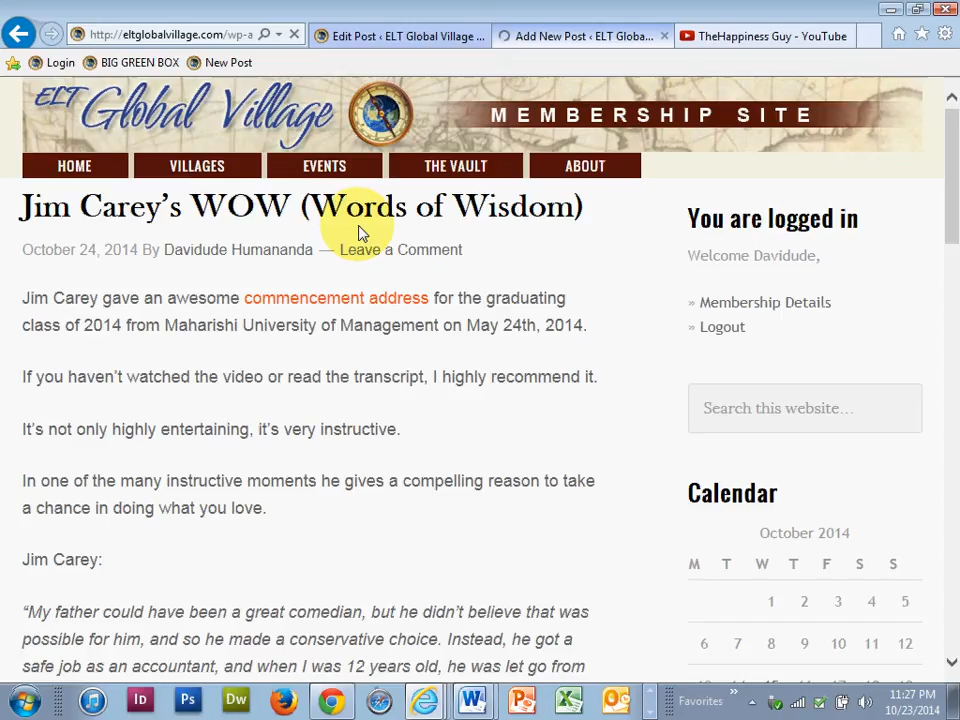 http://eltglobalvillage.com/wp-a
Edit Post ‹ ELT Global Village ...
Add New Post ‹ ELT Globa...
TheHappiness Guy - YouTube
Login
BIG GREEN BOX
New Post
ELT Global Village
MEMBERSHIP SITE
HOME
VILLAGES
EVENTS
THE VAULT
ABOUT
Jim Carey’s WOW (Words of Wisdom)
October 24, 2014 By Davidude Humananda — Leave a Comment
Jim Carey gave an awesome commencement address for the graduating
class of 2014 from Maharishi University of Management on May 24th, 2014.
If you haven’t watched the video or read the transcript, I highly recommend it.
It’s not only highly entertaining, it’s very instructive.
In one of the many instructive moments he gives a compelling reason to take
a chance in doing what you love.
Jim Carey:
“My father could have been a great comedian, but he didn’t believe that was
possible for him, and so he made a conservative choice. Instead, he got a
safe job as an accountant, and when I was 12 years old, he was let go from
You are logged in
Welcome Davidude,
» Membership Details
» Logout
Search this website…
Calendar
October 2014
M T W T F S S
1 2 3 4 5
6 7 8 9 10 11 12
Id
Ps
Dw
Favorites
11:27 PM
10/23/2014